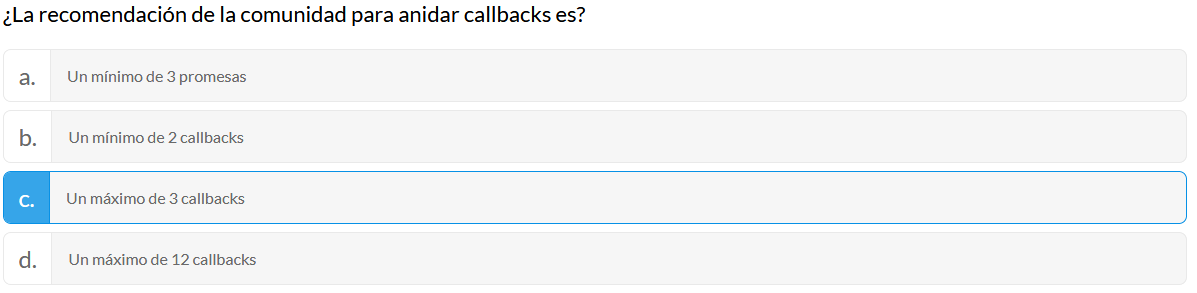 ¿La recomendación de la comunidad para anidar callbacks es?
a. Un mínimo de 3 promesas
b. Un mínimo de 2 callbacks
c. Un máximo de 3 callbacks
d. Un máximo de 12 callbacks